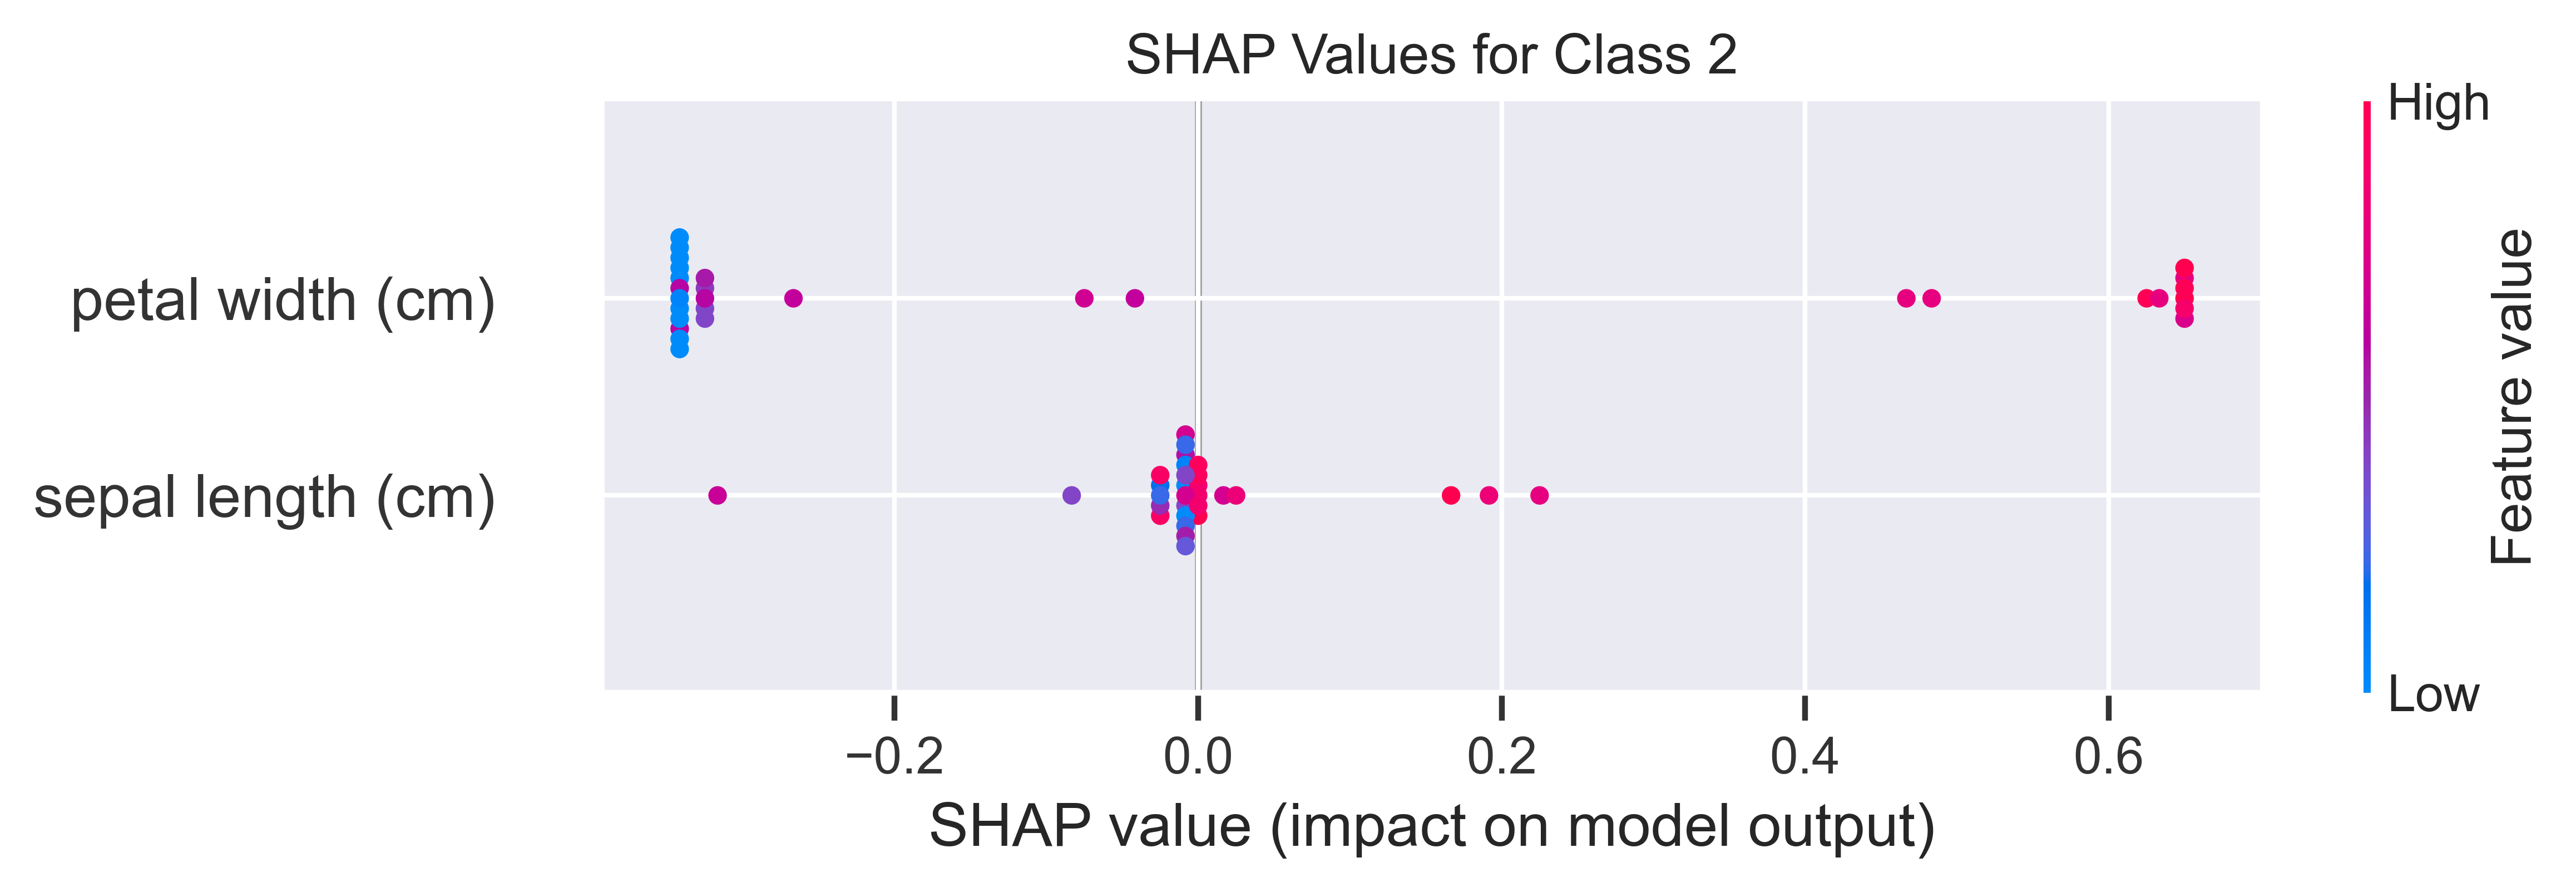 SHAP Values for Class 2
High
petal width (cm)
sepal length (cm)
Feature value
Low
−0.2 0.0 0.2 0.4 0.6
SHAP value (impact on model output)